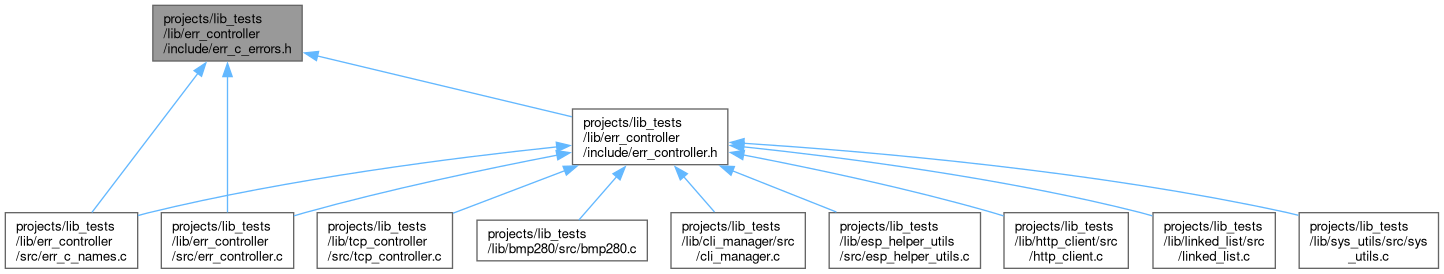 projects/lib_tests
/lib/err_controller
/include/err_c_errors.h
projects/lib_tests
/lib/err_controller
/include/err_controller.h
projects/lib_tests
/lib/err_controller
/src/err_c_names.c
projects/lib_tests
/lib/err_controller
/src/err_controller.c
projects/lib_tests
/lib/tcp_controller
/src/tcp_controller.c
projects/lib_tests
/lib/bmp280/src/bmp280.c
projects/lib_tests
/lib/cli_manager/src
/cli_manager.c
projects/lib_tests
/lib/esp_helper_utils
/src/esp_helper_utils.c
projects/lib_tests
/lib/http_client/src
/http_client.c
projects/lib_tests
/lib/linked_list/src
/linked_list.c
projects/lib_tests
/lib/sys_utils/src/sys
_utils.c